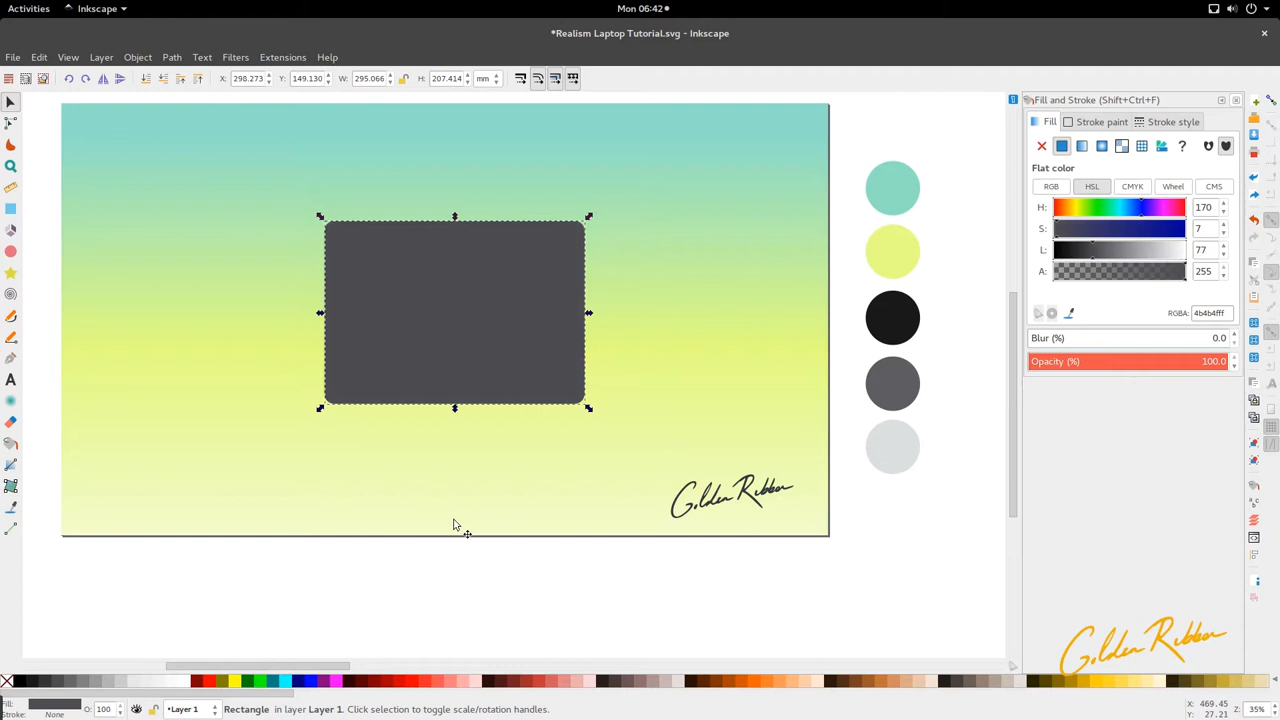 Activities
Inkscape
Mon 06:42
*Realism Laptop Tutorial.svg - Inkscape
File Edit View Layer Object Path Text Filters Extensions Help
X: 298.273 Y: 149.130 W: 295.066 H: 207.414 mm
Fill and Stroke (Shift+Ctrl+F)
Fill Stroke paint Stroke style
Flat color
RGB HSL CMYK Wheel CMS
H: 170
S: 7
L: 77
A: 255
RGBA: 4b4b4fff
Blur (%) 0.0
Opacity (%) 100.0
Golden Ribbon
Golden Ribbon
Fill:
Stroke: None
O: 100
•Layer 1
Rectangle in layer Layer 1. Click selection to toggle scale/rotation handles.
X: 469.45
Y: 27.21
Z: 35%